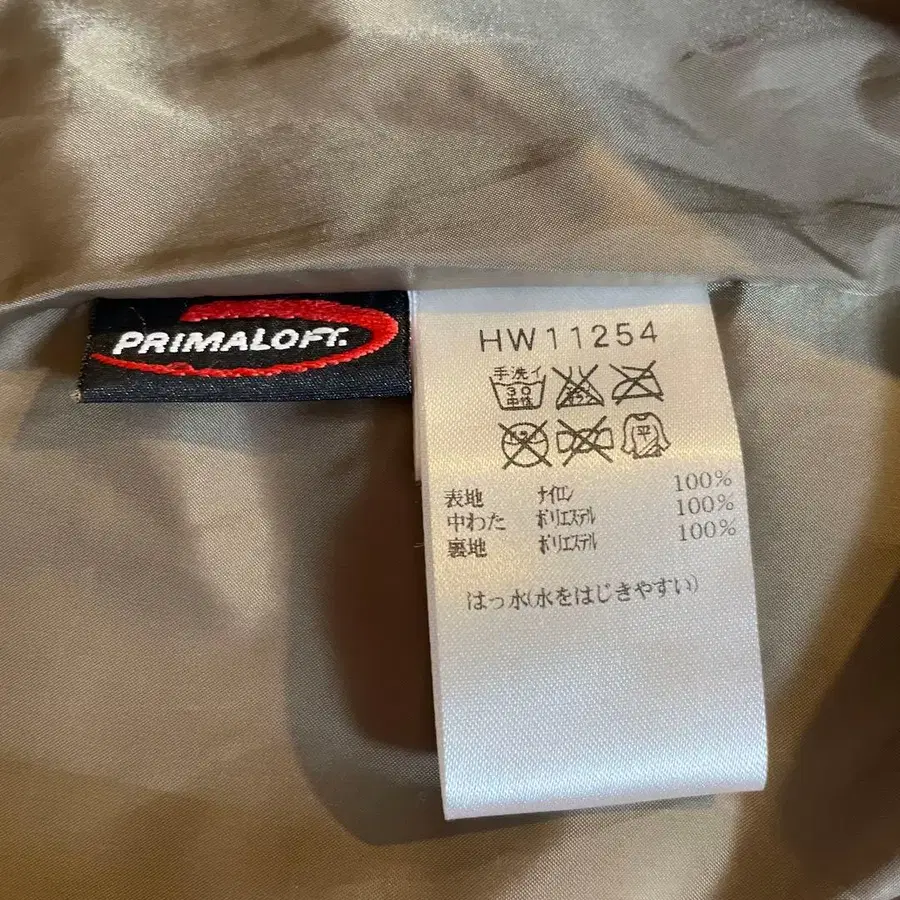 PRIMALOFT.
HW11254
手洗イ
30
中性
平
表地 ナイロン 100%
中わた ポリエステル 100%
裏地 ポリエステル 100%
はっ水(水をはじきやすい)